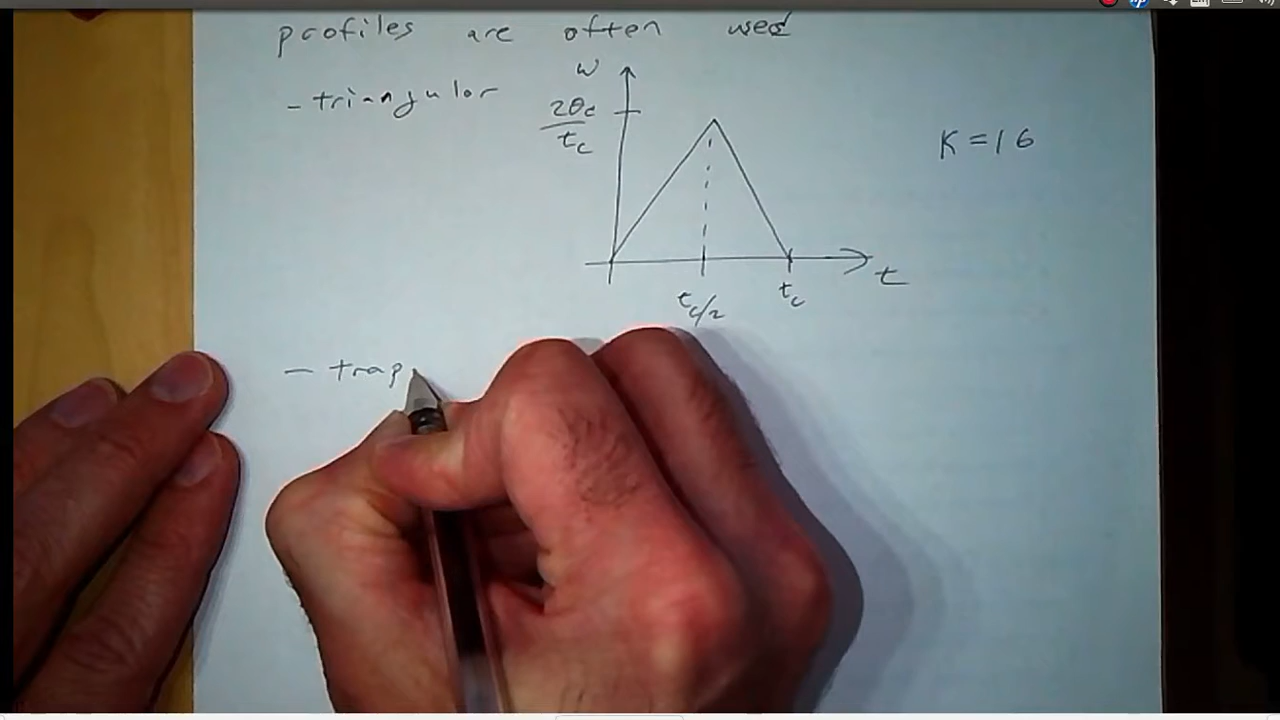 profiles are often used
- triangular
ω
2θc
tc
K = 16
t
tc/2
tc
- trap